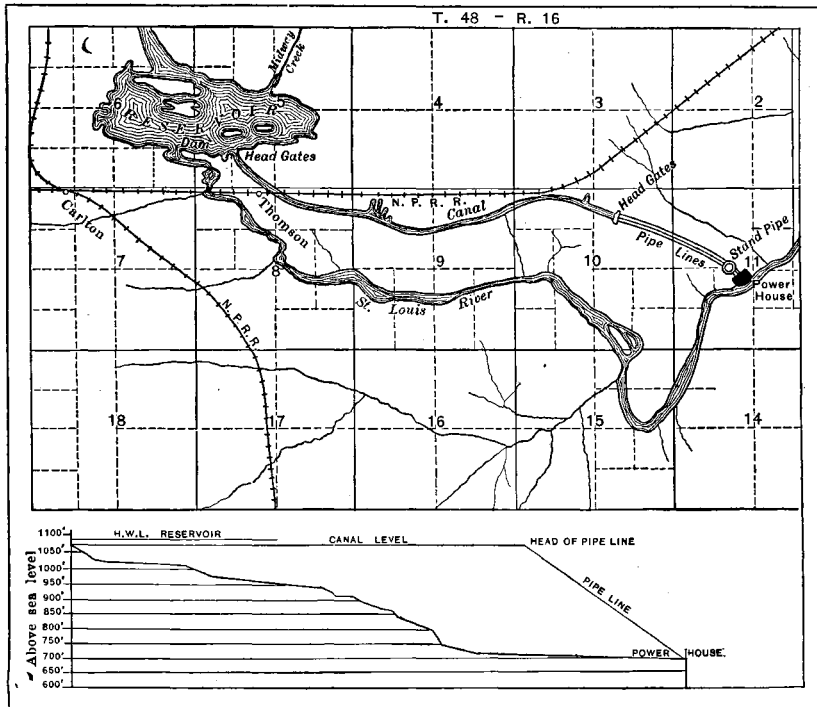 T. 48 - R. 16
Midway Creek
6
5
4
3
2
RESERVOIR
Dam
Head Gates
Head Gates
N. P. R. R.
Canal
Carlton
Thomson
Pipe Lines
Stand Pipe
7
8
9
10
11
Power House
St. Louis River
N. P. R. R.
18
17
16
15
14
1100'
H.W.L. RESERVOIR
CANAL LEVEL
HEAD OF PIPE LINE
1050'
1000'
950'
900'
850'
800'
750'
700'
650'
600'
Above sea level
PIPE LINE
POWER HOUSE